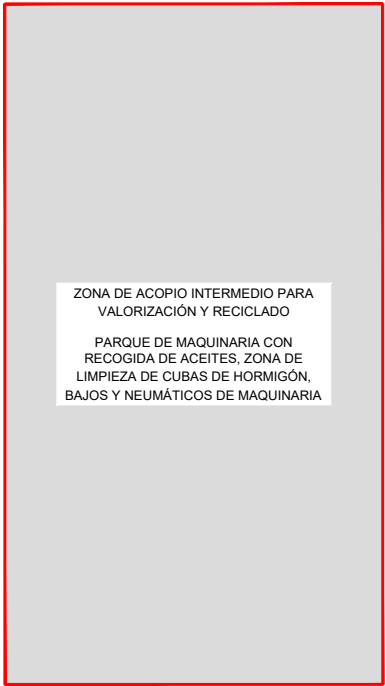 ZONA DE ACOPIO INTERMEDIO PARA
VALORIZACIÓN Y RECICLADO
PARQUE DE MAQUINARIA CON
RECOGIDA DE ACEITES, ZONA DE
LIMPIEZA DE CUBAS DE HORMIGÓN,
BAJOS Y NEUMÁTICOS DE MAQUINARIA